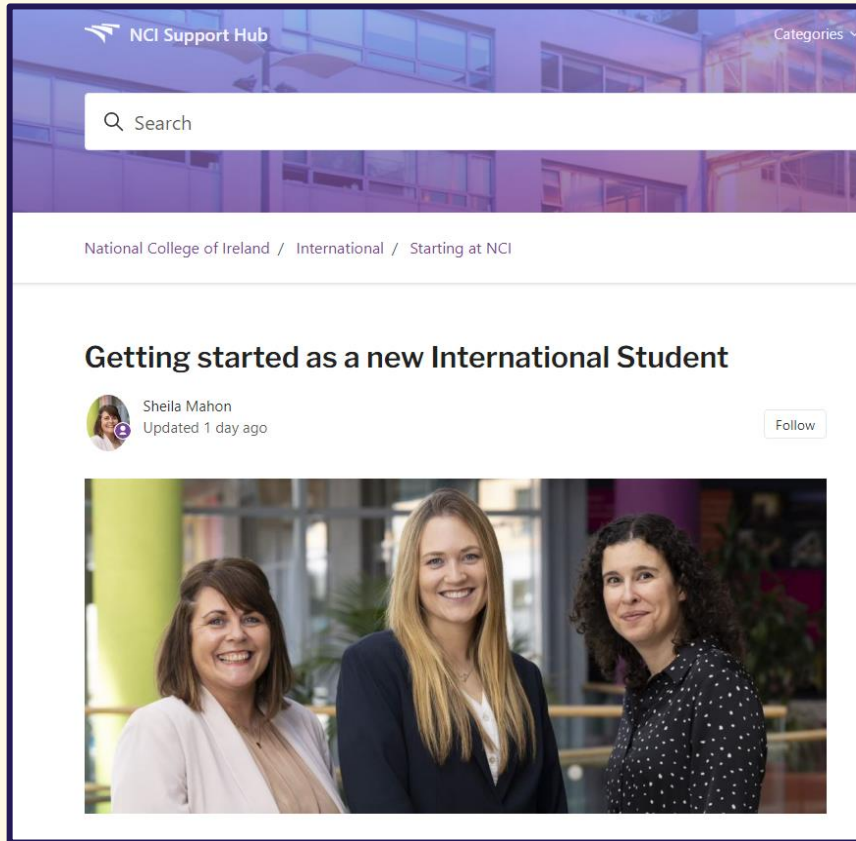 NCI Support Hub
Categories
Search
National College of Ireland / International / Starting at NCI
Getting started as a new International Student
Sheila Mahon
Updated 1 day ago
Follow